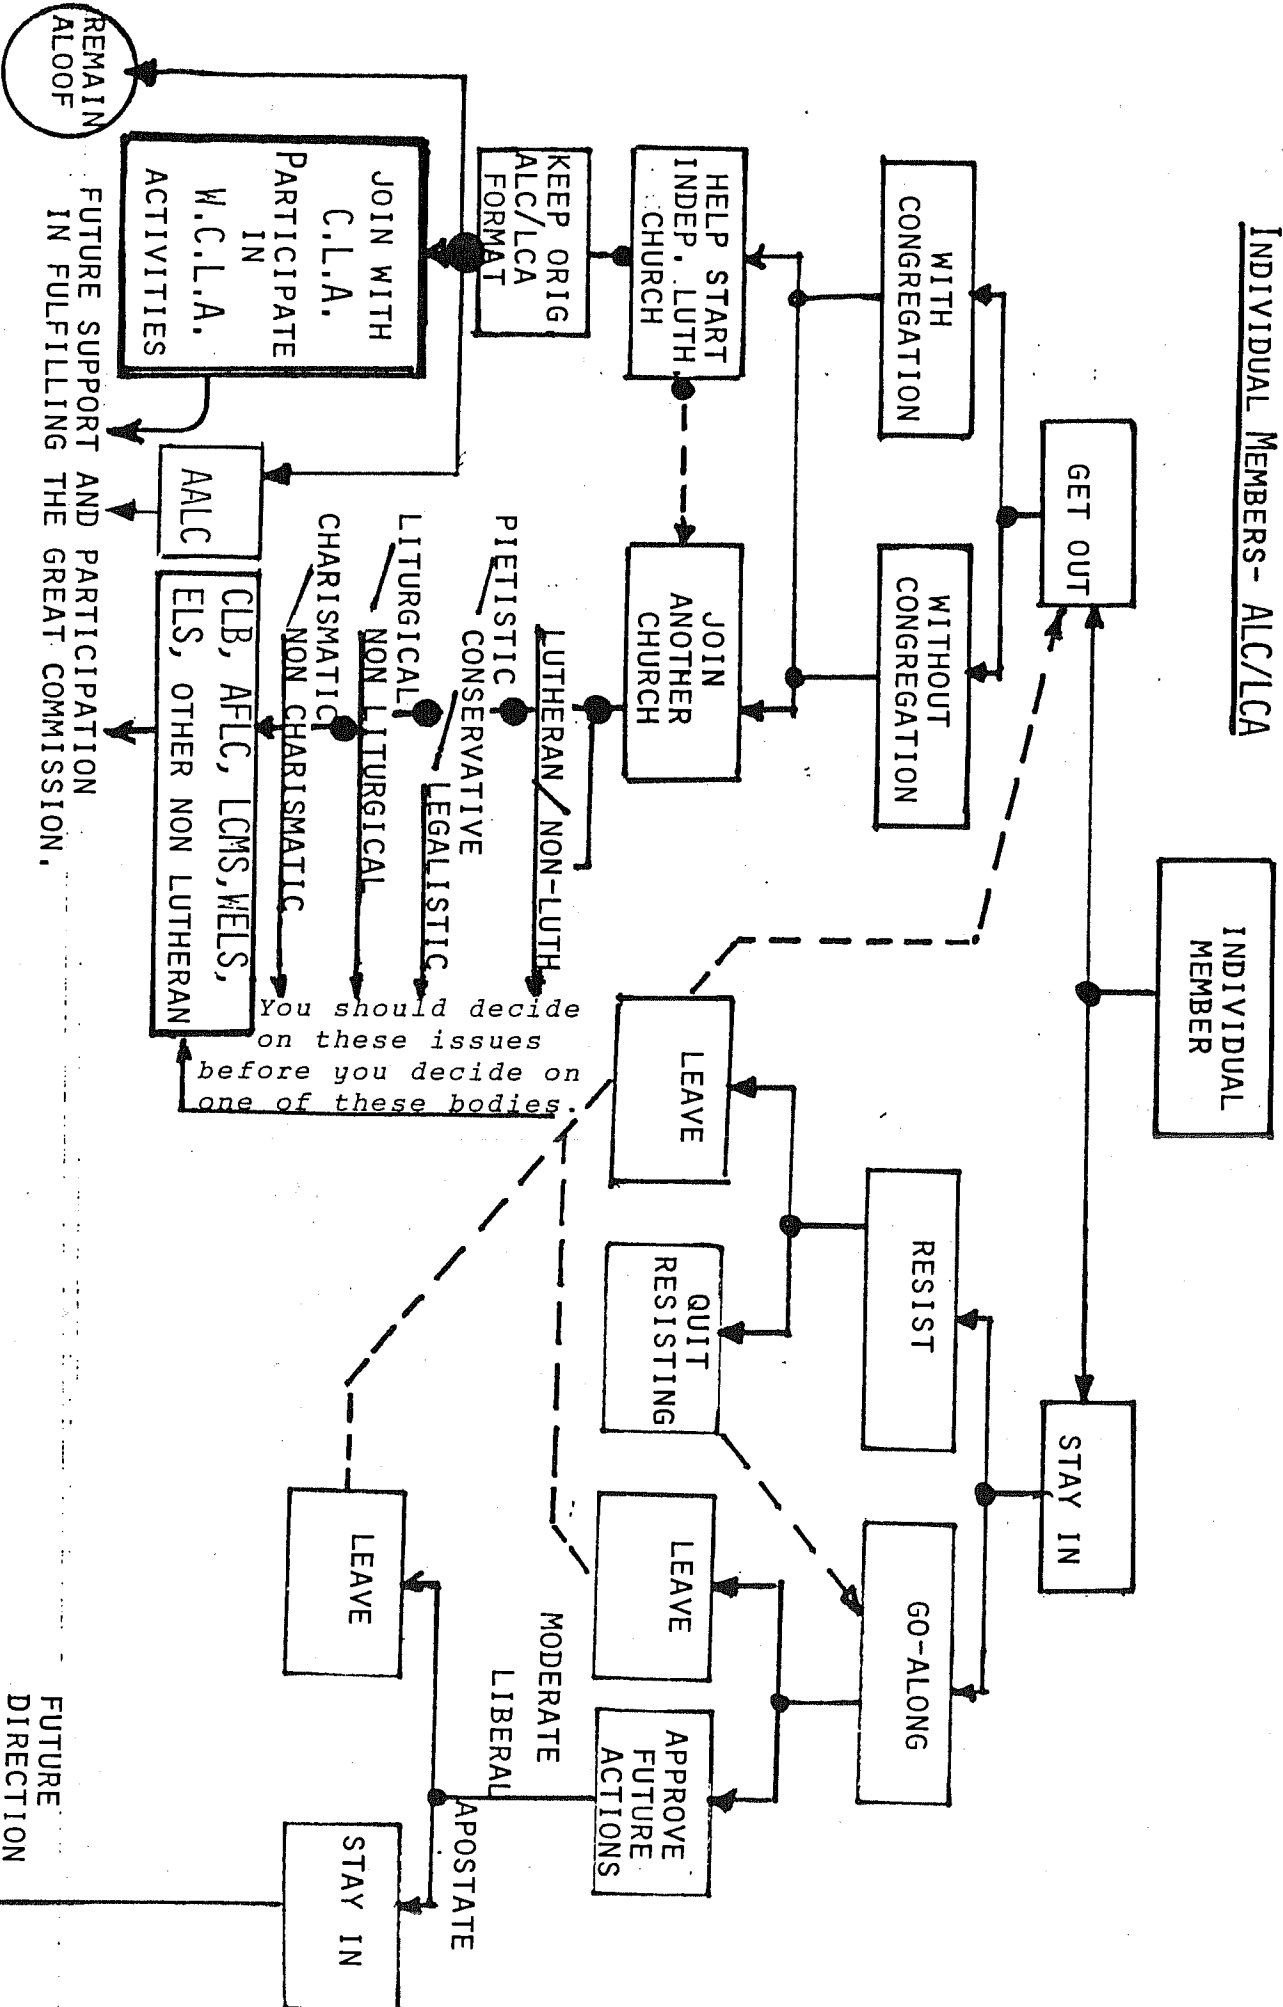 INDIVIDUAL MEMBERS- ALC/LCA
INDIVIDUAL
MEMBER
GET OUT
STAY IN
WITH
CONGREGATION
WITHOUT
CONGREGATION
RESIST
GO-ALONG
HELP START
INDEP. LUTH
CHURCH
JOIN
ANOTHER
CHURCH
LEAVE
QUIT
RESISTING
LEAVE
APPROVE
FUTURE
ACTIONS
KEEP ORIG
ALC/LCA
FORMAT
LUTHERAN / NON-LUTH
PIETISTIC / CONSERVATIVE / LEGALISTIC
LITURGICAL / NON LITURGICAL
CHARISMATIC / NON CHARISMATIC
You should decide
on these issues
before you decide on
one of these bodies.
MODERATE
LIBERAL
APOSTATE
JOIN WITH
C.L.A.
PARTICIPATE
IN
W.C.L.A.
ACTIVITIES
REMAIN
ALOOF
AALC
CLB, AFLC, LCMS, WELS,
ELS, OTHER NON LUTHERAN
LEAVE
STAY IN
FUTURE SUPPORT AND PARTICIPATION
IN FULFILLING THE GREAT COMMISSION.
FUTURE
DIRECTION